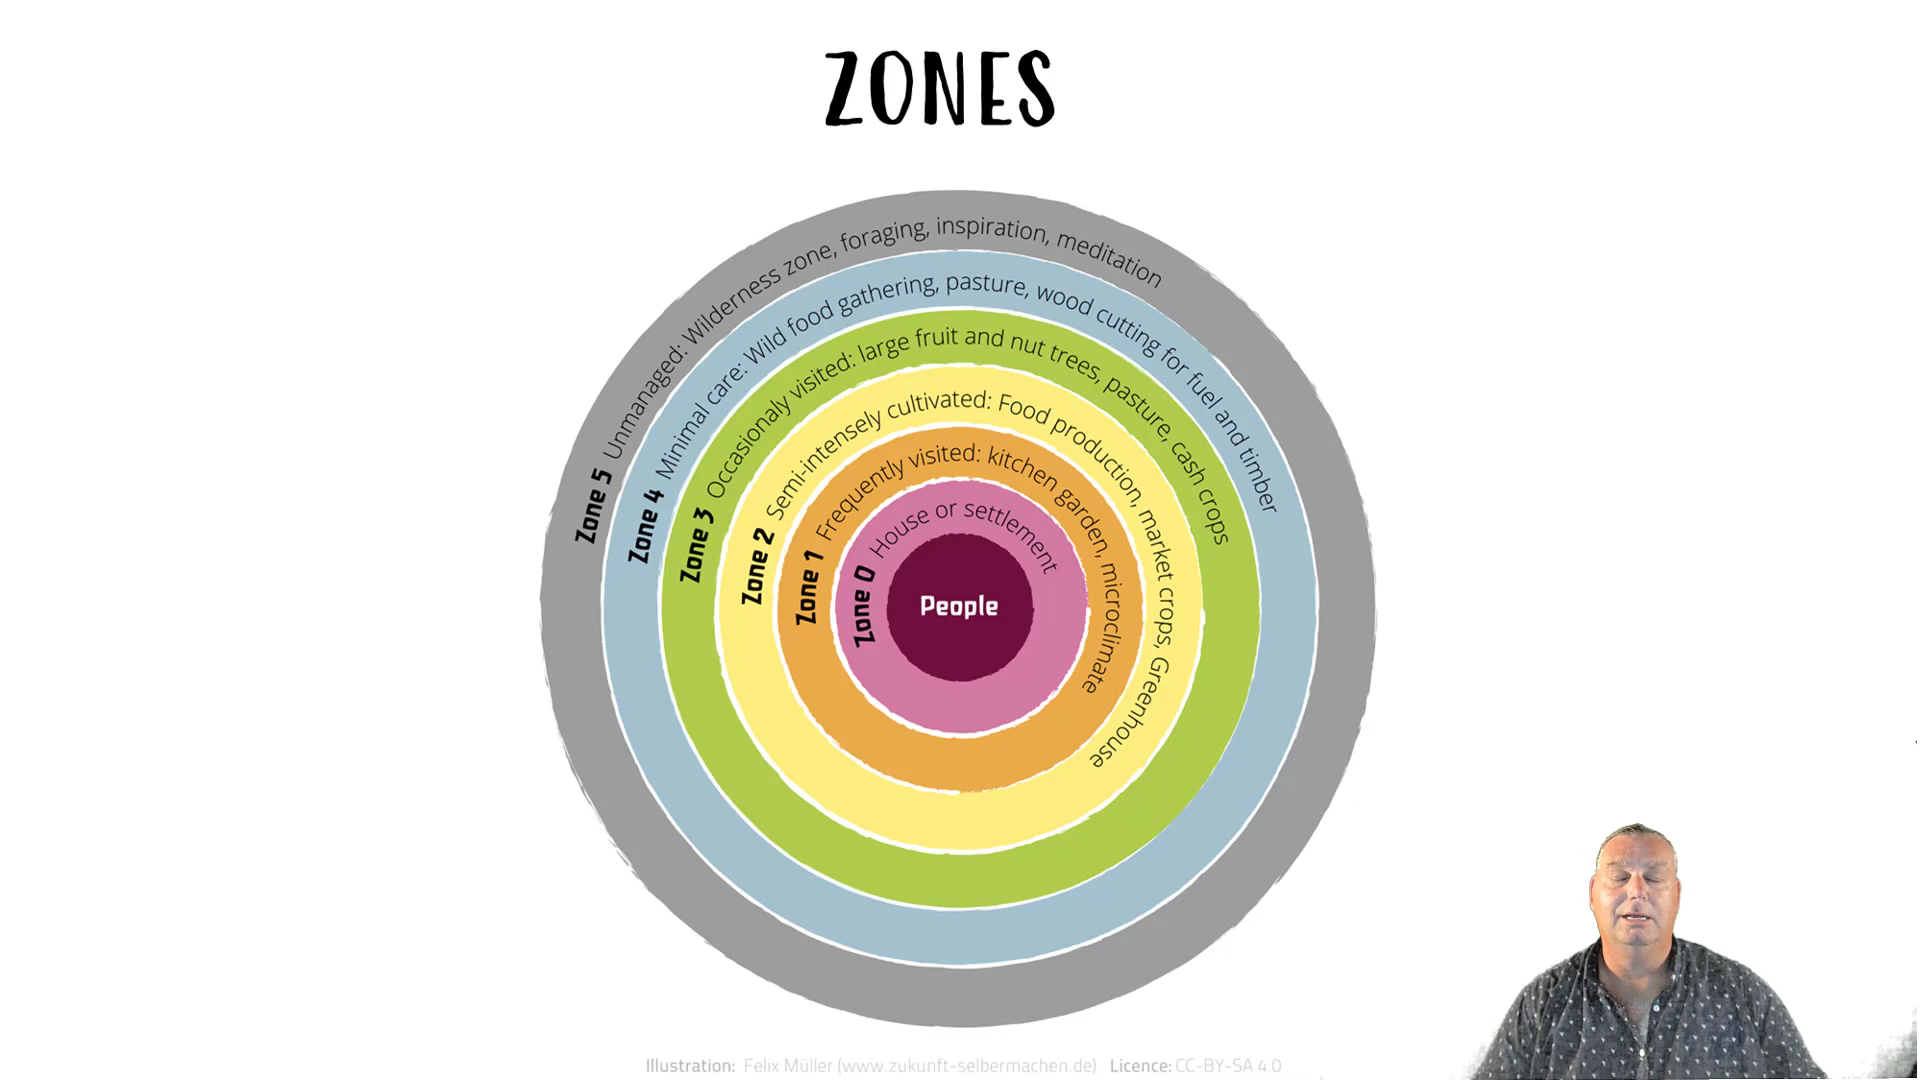 ZONES
Zone 5 Unmanaged: Wilderness zone, foraging, inspiration, meditation
Zone 4 Minimal care: Wild food gathering, pasture, wood cutting for fuel and timber
Zone 3 Occasionaly visited: large fruit and nut trees, pasture, cash crops
Zone 2 Semi-intensely cultivated: Food production, market crops, Greenhouse
Zone 1 Frequently visited: kitchen garden, microclimate
Zone 0 House or settlement
People
Illustration: Felix Müller (www.zukunft-selbermachen.de) Licence: CC-BY-SA 4.0